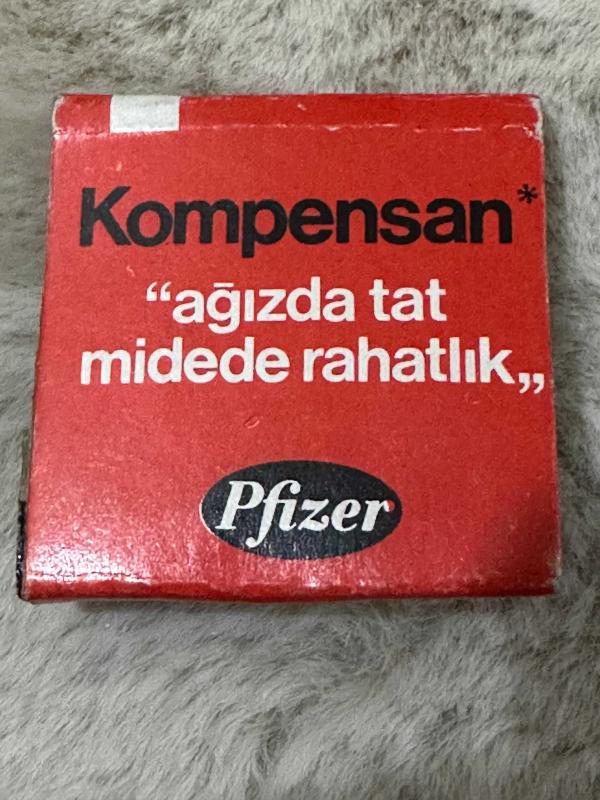 Kompensan*
“ağızda tat
midede rahatlık„
Pfizer